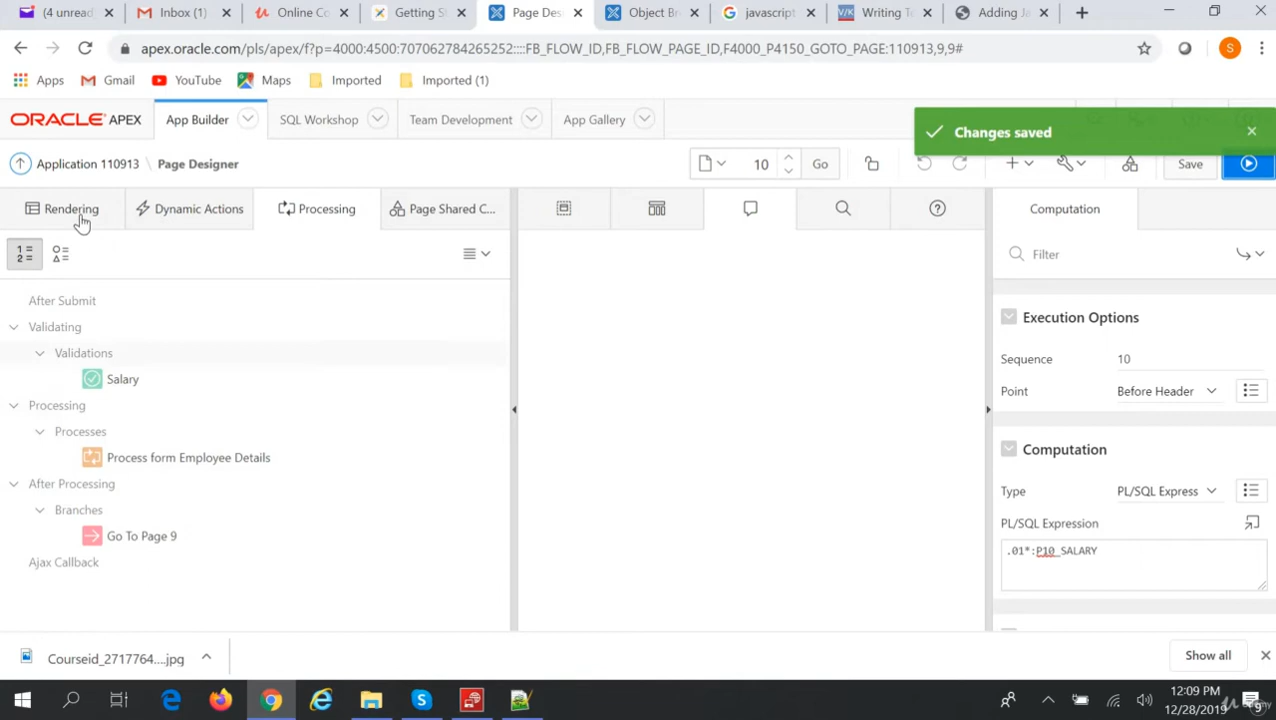 (4 unread
Inbox (1)
Online Co
Getting S
Page Des
Object Br
javascript
Writing Te
Adding Ja
apex.oracle.com/pls/apex/f?p=4000:4500:707062784265252::::FB_FLOW_ID,FB_FLOW_PAGE_ID,F4000_P4150_GOTO_PAGE:110913,9,9#
S
Apps
Gmail
YouTube
Maps
Imported
Imported (1)
ORACLE APEX
App Builder
SQL Workshop
Team Development
App Gallery
Changes saved
Application 110913 \ Page Designer
10
Go
Save
Rendering
Dynamic Actions
Processing
Page Shared C...
Computation
Filter
After Submit
Validating
Validations
Salary
Processing
Processes
Process form Employee Details
After Processing
Branches
Go To Page 9
Ajax Callback
Execution Options
Sequence
10
Point
Before Header
Computation
Type
PL/SQL Express
PL/SQL Expression
.01*:P10_SALARY
Courseid_2717764....jpg
Show all
12:09 PM
12/28/2019